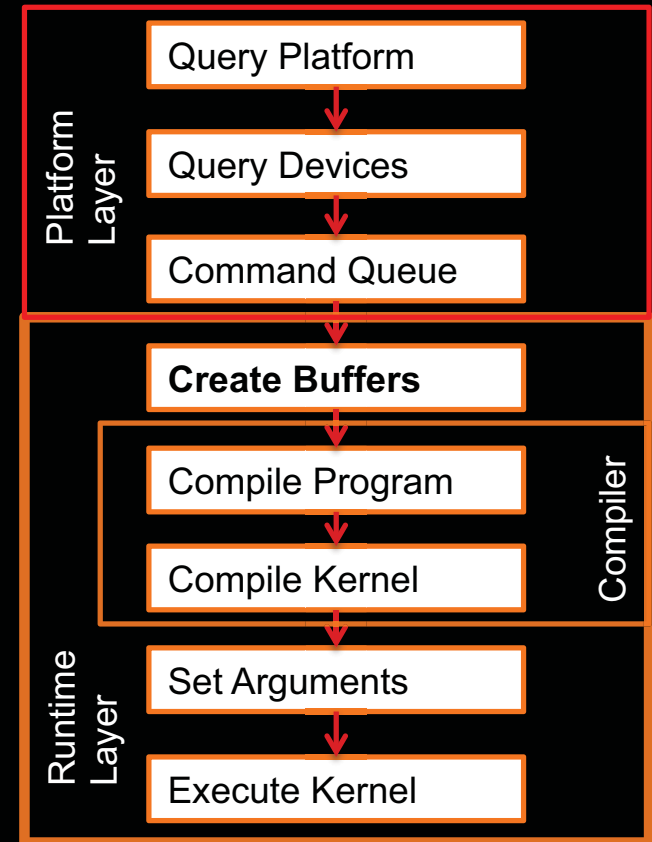 Query Platform
Platform
Layer
Query Devices
Command Queue
Create Buffers
Compile Program
Compiler
Compile Kernel
Runtime
Layer
Set Arguments
Execute Kernel